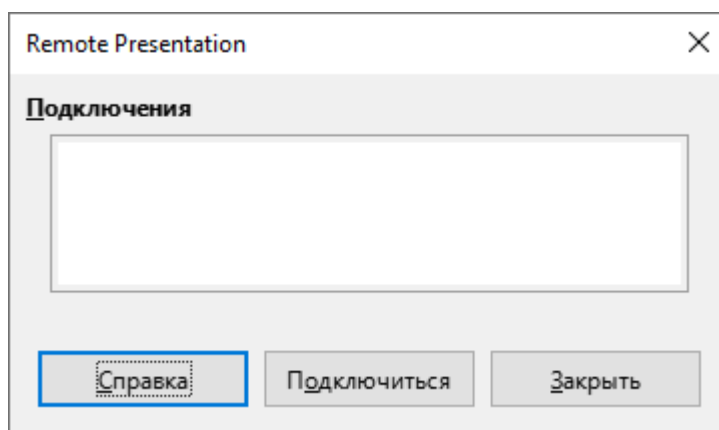 Remote Presentation
Подключения
Справка
Подключиться
Закрыть